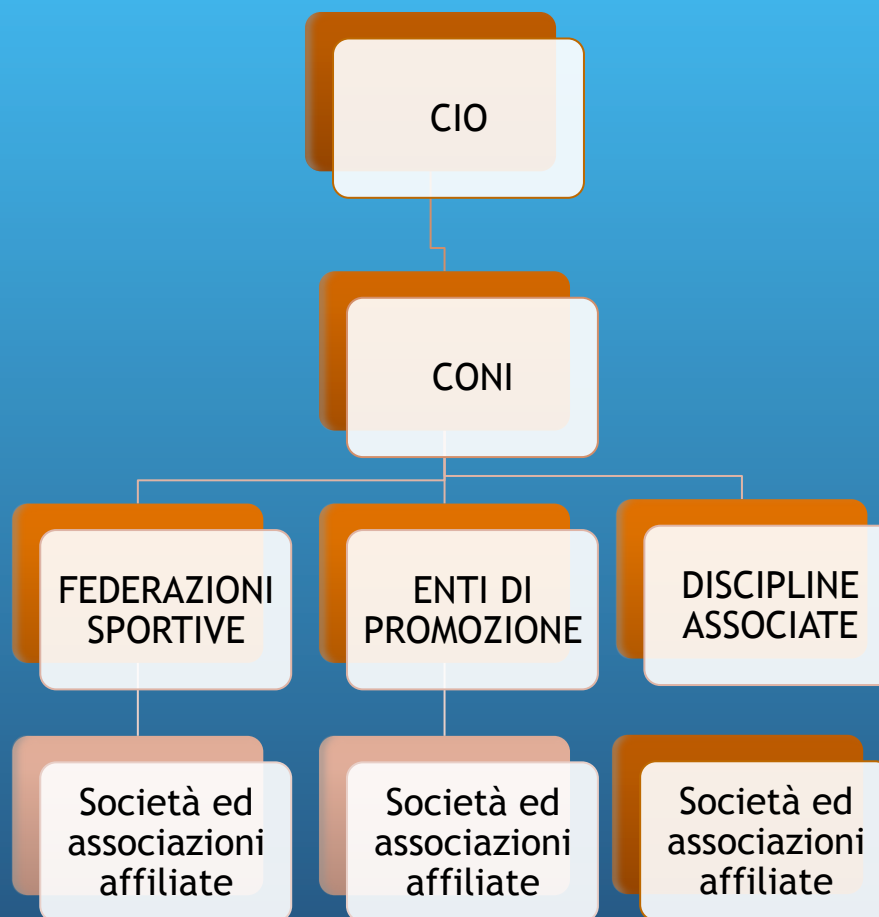 CIO
CONI
FEDERAZIONI
SPORTIVE
ENTI DI
PROMOZIONE
DISCIPLINE
ASSOCIATE
Società ed
associazioni
affiliate
Società ed
associazioni
affiliate
Società ed
associazioni
affiliate